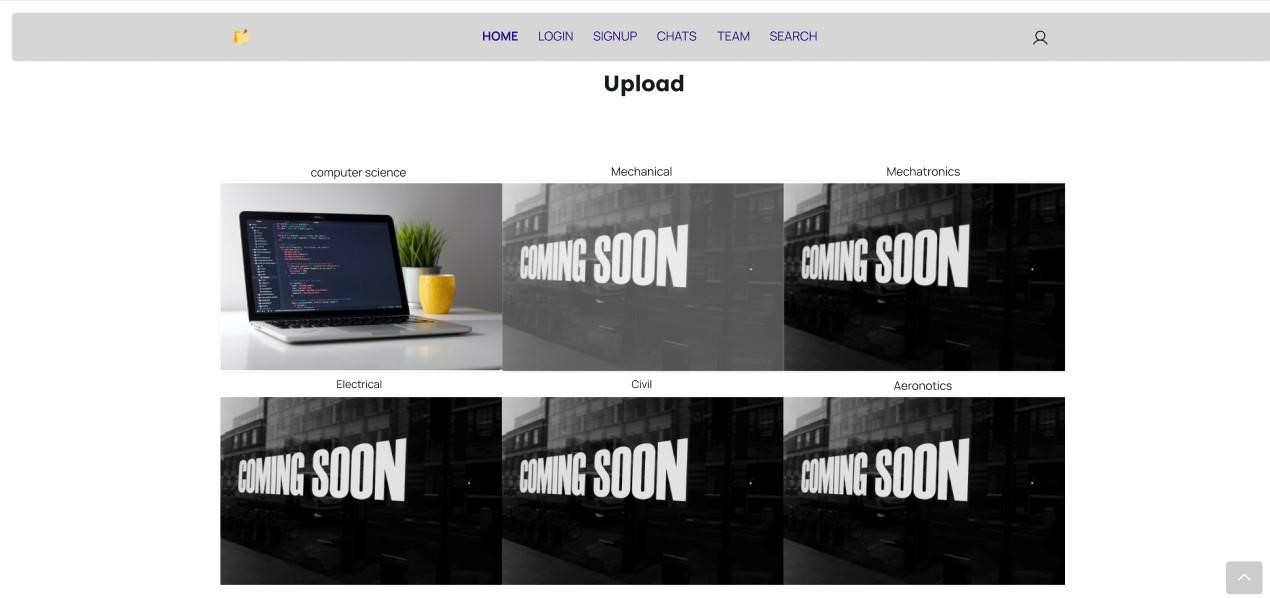 HOME LOGIN SIGNUP CHATS TEAM SEARCH
Upload
computer science Mechanical Mechatronics
COMING SOON COMING SOON
Electrical Civil Aeronotics
COMING SOON COMING SOON COMING SOON